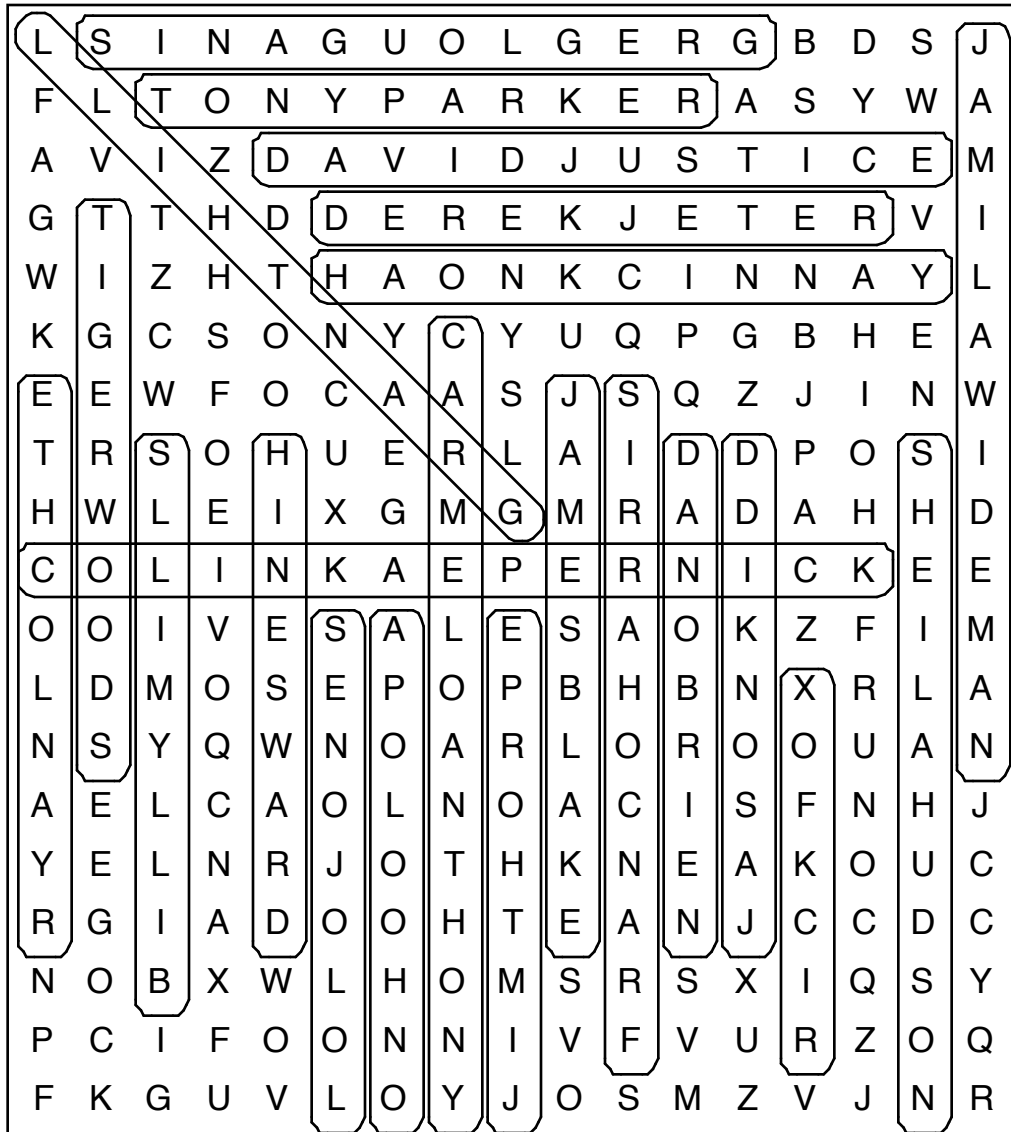 L S I N A G U O L G E R G B D S J
F L T O N Y P A R K E R A S Y W A
A V I Z D A V I D J U S T I C E M
G T T H D D E R E K J E T E R V I
W I Z H T H A O N K C I N N A Y L
K G C S O N Y C Y U Q P G B H E A
E E W F O C A A S J S Q Z J I N W
T R S O H U E R L A I D D P O S I
H W L E I X G M G M R A D A H H D
C O L I N K A E P E R N I C K E E
O O I V E S A L E S A O K Z F I M
L D M O S E P O P B H B N X R L A
N S Y Q W N O A R L O R O O U A N
A E L C A O L N O A C I S F N H J
Y E L N R J O T H K N E A K O U C
R G I A D O O H T E A N J C C D C
N O B X W L H O M S R S X I Q S Y
P C I F O O N N I V F V U R Z O Q
F K G U V L O Y J O S M Z V J N R